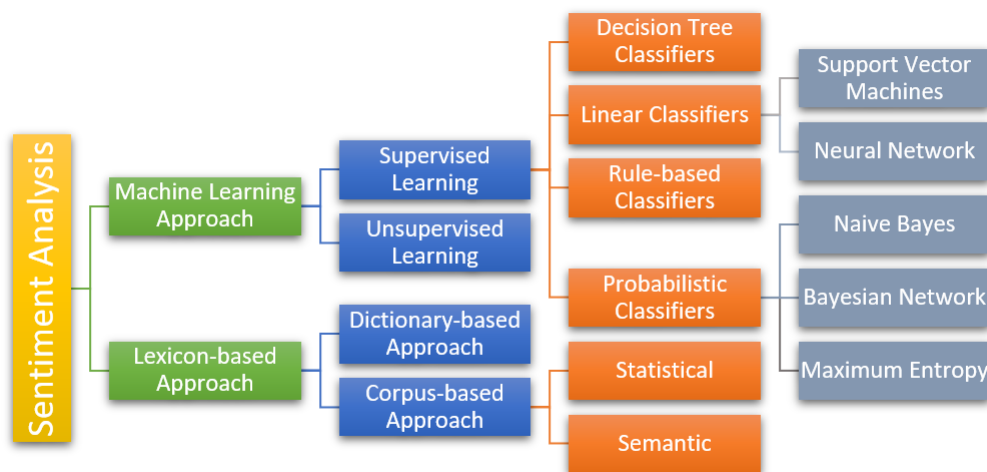 Sentiment Analysis
Machine Learning
Approach
Lexicon-based
Approach
Supervised
Learning
Unsupervised
Learning
Dictionary-based
Approach
Corpus-based
Approach
Decision Tree
Classifiers
Linear Classifiers
Rule-based
Classifiers
Probabilistic
Classifiers
Statistical
Semantic
Support Vector
Machines
Neural Network
Naive Bayes
Bayesian Network
Maximum Entropy